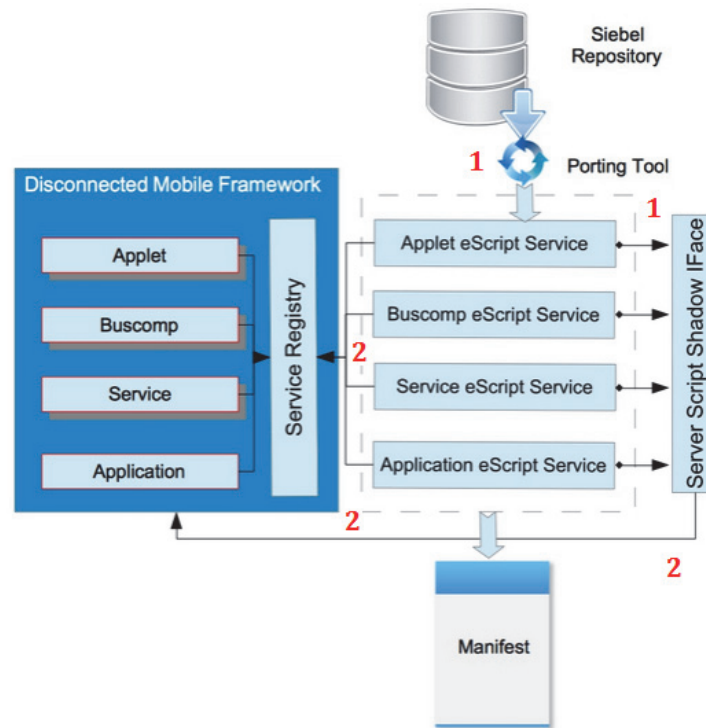 Siebel
Repository
1
Porting Tool
Disconnected Mobile Framework
1
Applet
Buscomp
Service
Application
Service Registry
2
Applet eScript Service
Buscomp eScript Service
Service eScript Service
Application eScript Service
Server Script Shadow IFace
2
2
Manifest